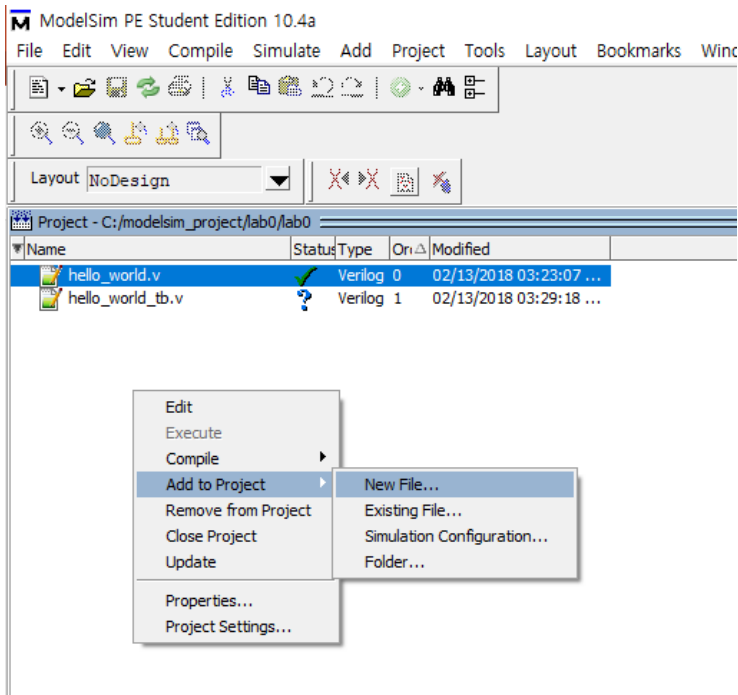 ModelSim PE Student Edition 10.4a
File Edit View Compile Simulate Add Project Tools Layout Bookmarks Wind
Layout NoDesign
Project - C:/modelsim_project/lab0/lab0
Name Status Type Or Modified
hello_world.v Verilog 0 02/13/2018 03:23:07 ...
hello_world_tb.v Verilog 1 02/13/2018 03:29:18 ...
Edit
Execute
Compile
Add to Project New File...
Remove from Project Existing File...
Close Project Simulation Configuration...
Update Folder...
Properties...
Project Settings...